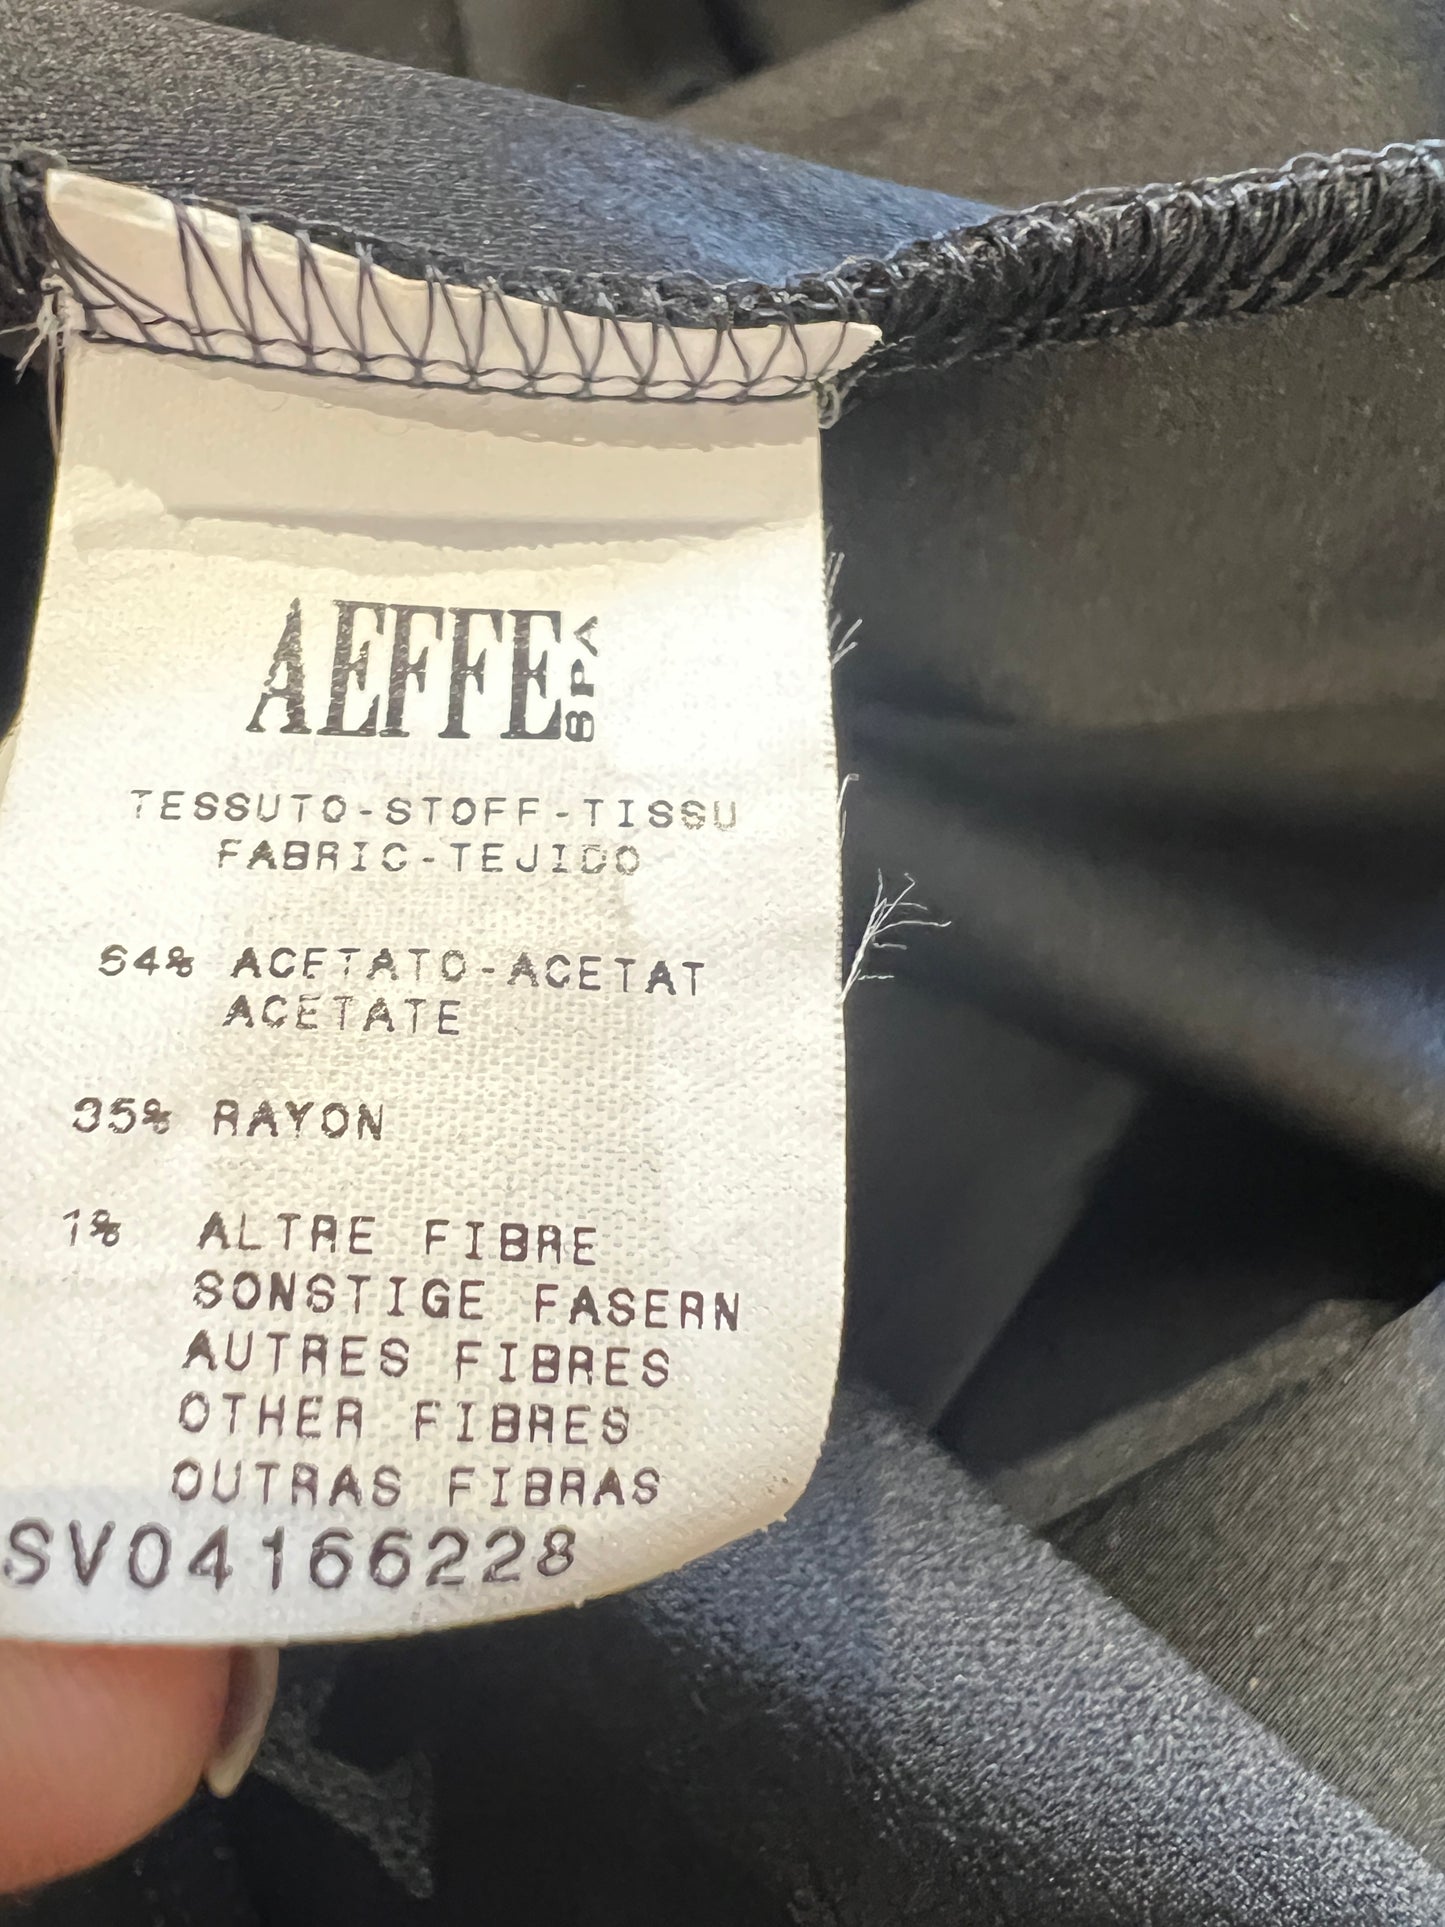 AEFFE SPA
TESSUTO-STOFF-TISSU
FABRIC-TEJIDO
64% ACETATO-ACETAT
ACETATE
35% RAYON
1% ALTRE FIBRE
SONSTIGE FASERN
AUTRES FIBRES
OTHER FIBRES
OUTRAS FIBRAS
SV04166228